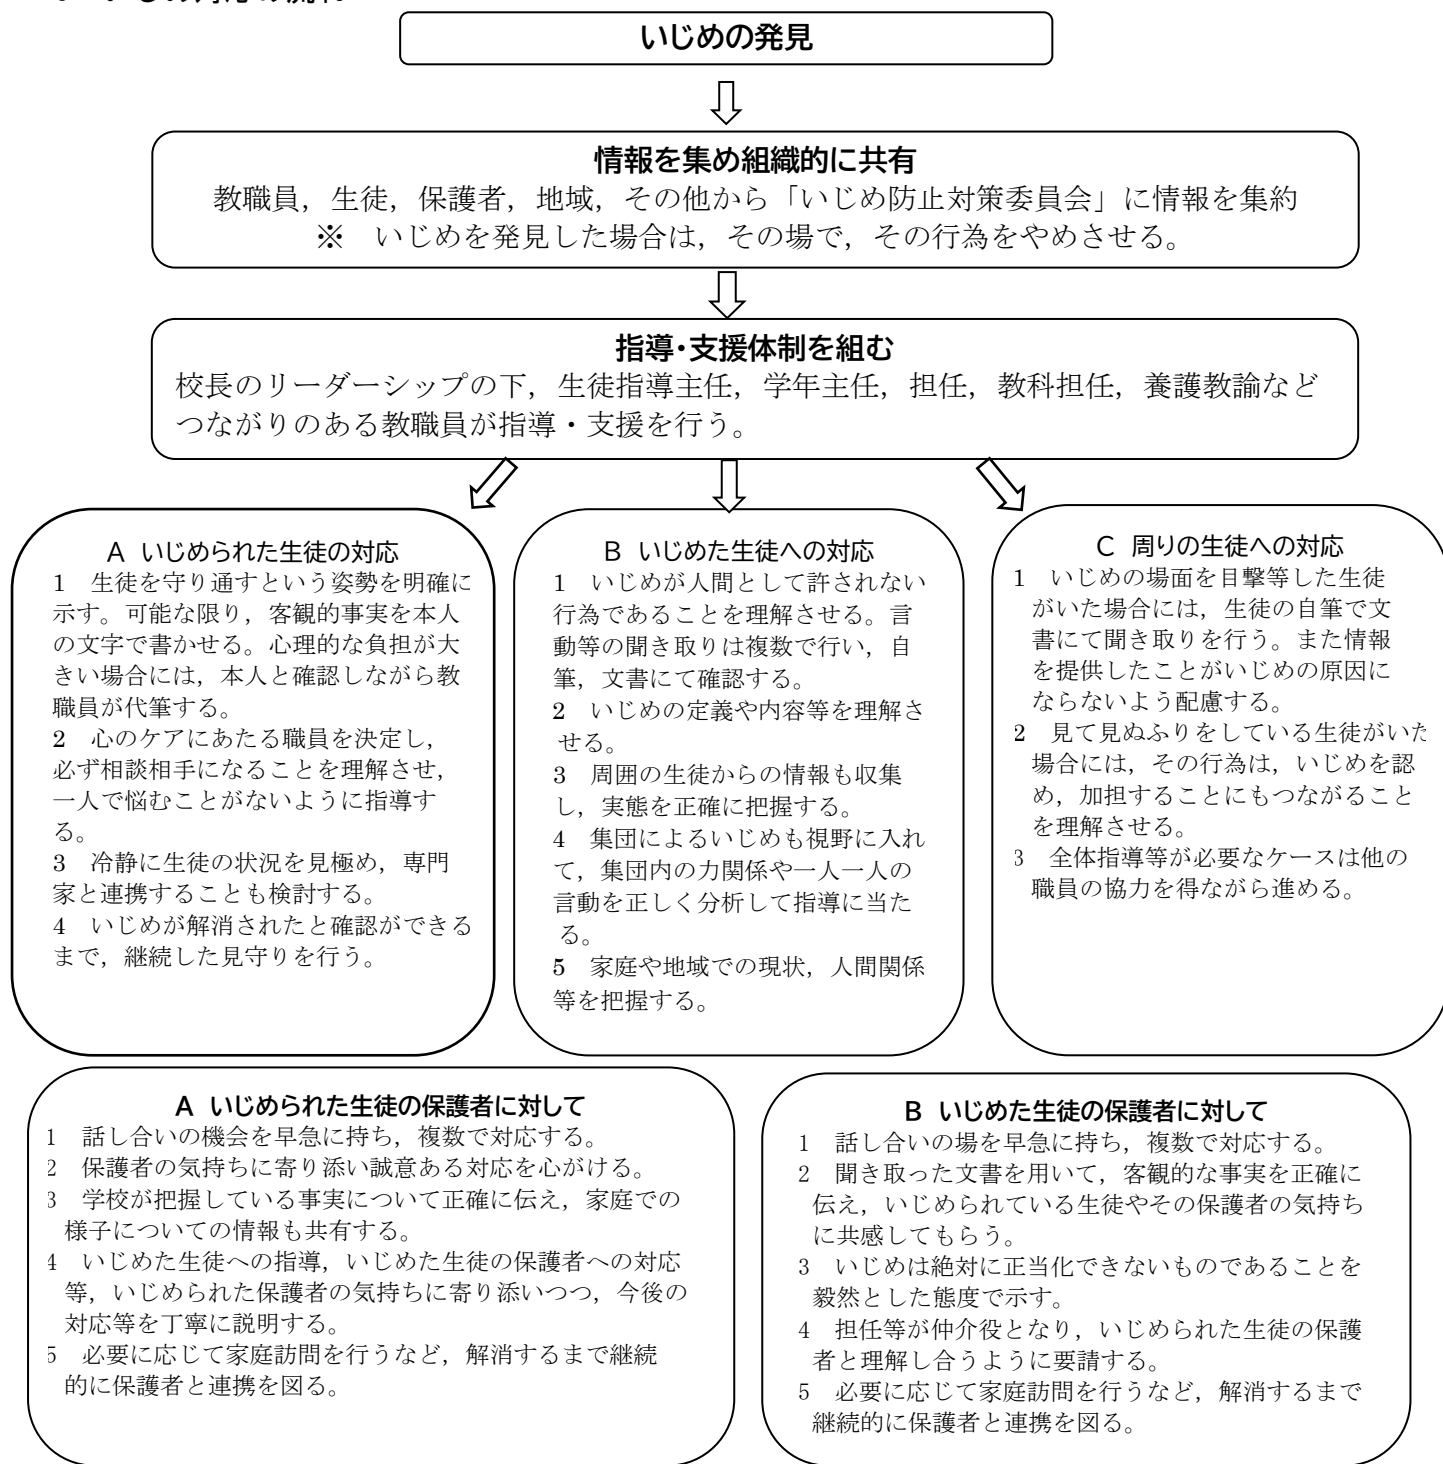 いじめの発見
情報を集め組織的に共有
教職員，生徒，保護者，地域，その他から「いじめ防止対策委員会」に情報を集約
※　いじめを発見した場合は，その場で，その行為をやめさせる。
指導・支援体制を組む
校長のリーダーシップの下，生徒指導主任，学年主任，担任，教科担任，養護教諭など
つながりのある教職員が指導・支援を行う。
A　いじめられた生徒の対応
1　生徒を守り通すという姿勢を明確に
示す。可能な限り，客観的事実を本人
の文字で書かせる。心理的な負担が大
きい場合には，本人と確認しながら教
職員が代筆する。
2　心のケアにあたる職員を決定し，
必ず相談相手になることを理解させ，
一人で悩むことがないように指導す
る。
3　冷静に生徒の状況を見極め，専門
家と連携することも検討する。
4　いじめが解消されたと確認ができる
まで，継続した見守りを行う。
B　いじめた生徒への対応
1　いじめが人間として許されない
行為であることを理解させる。言
動等の聞き取りは複数で行い，自
筆，文書にて確認する。
2　いじめの定義や内容等を理解さ
せる。
3　周囲の生徒からの情報も収集
し，実態を正確に把握する。
4　集団によるいじめも視野に入れ
て，集団内の力関係や一人一人の
言動を正しく分析して指導に当た
る。
5　家庭や地域での現状，人間関係
等を把握する。
C　周りの生徒への対応
1　いじめの場面を目撃等した生徒
がいた場合には，生徒の自筆で文
書にて聞き取りを行う。また情報
を提供したことがいじめの原因に
ならないよう配慮する。
2　見て見ぬふりをしている生徒がいた
場合には，その行為は，いじめを認
め，加担することにもつながること
を理解させる。
3　全体指導等が必要なケースは他の
職員の協力を得ながら進める。
A　いじめられた生徒の保護者に対して
1　話し合いの機会を早急に持ち，複数で対応する。
2　保護者の気持ちに寄り添い誠意ある対応を心がける。
3　学校が把握している事実について正確に伝え，家庭での
様子についての情報も共有する。
4　いじめた生徒への指導，いじめた生徒の保護者への対応
等，いじめられた保護者の気持ちに寄り添いつつ，今後の
対応等を丁寧に説明する。
5　必要に応じて家庭訪問を行うなど，解消するまで継続
的に保護者と連携を図る。
B　いじめた生徒の保護者に対して
1　話し合いの場を早急に持ち，複数で対応する。
2　聞き取った文書を用いて，客観的な事実を正確に
伝え，いじめられている生徒やその保護者の気持ち
に共感してもらう。
3　いじめは絶対に正当化できないものであることを
毅然とした態度で示す。
4　担任等が仲介役となり，いじめられた生徒の保護
者と理解し合うように要請する。
5　必要に応じて家庭訪問を行うなど，解消するまで
継続的に保護者と連携を図る。